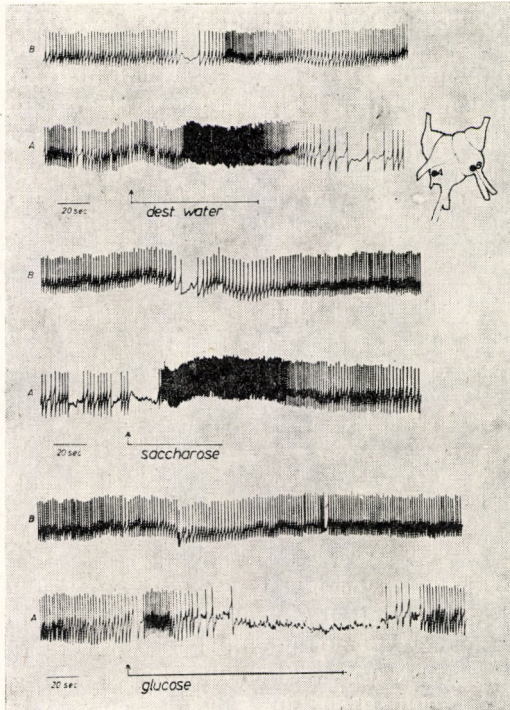 B
A
A B
20 sec
dest. water
B
A
20 sec
saccharose
B
A
20 sec
glucose